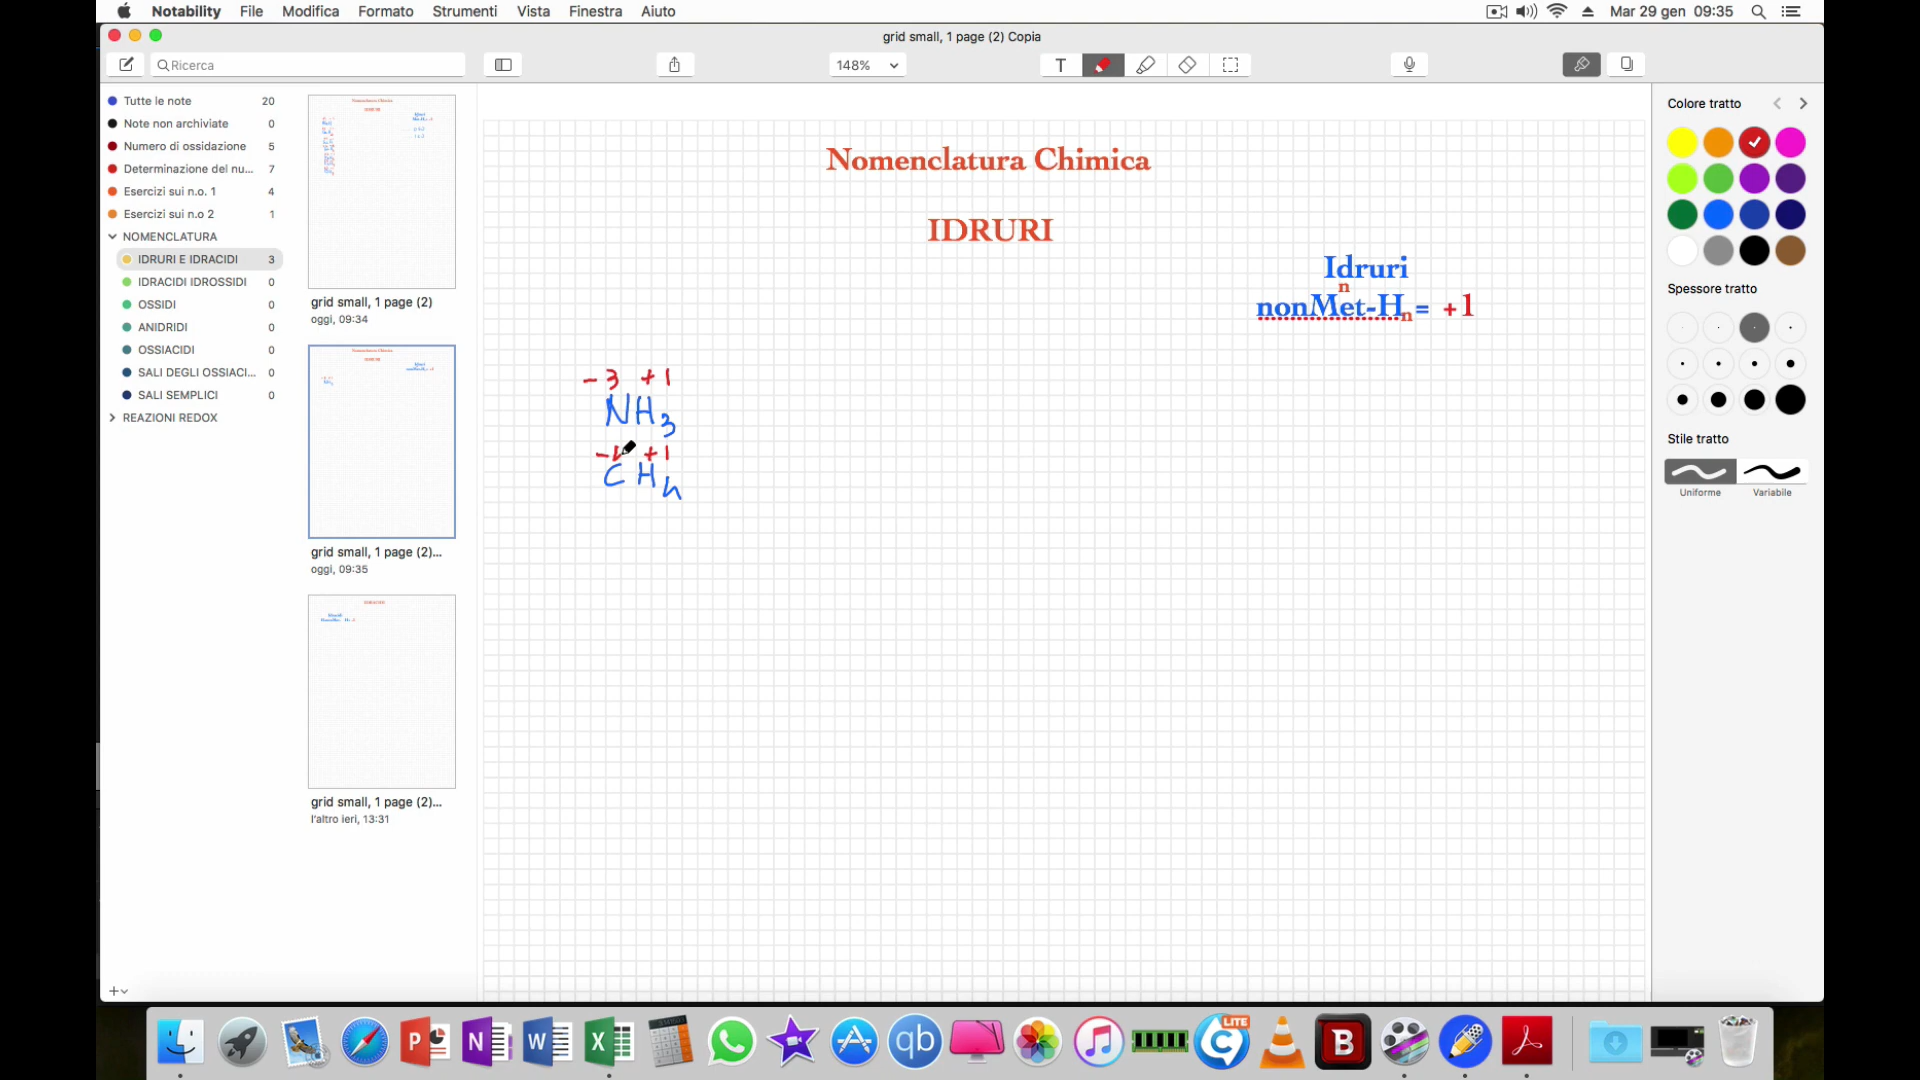 Notability File Modifica Formato Strumenti Vista Finestra Aiuto Mar 29 gen 09:35
grid small, 1 page (2) Copia
Ricerca 148% T
Tutte le note 20
Note non archiviate 0
Numero di ossidazione 5
Determinazione del nu... 7
Esercizi sui n.o. 1 4
Esercizi sui n.o 2 1
NOMENCLATURA
IDRURI E IDRACIDI 3
IDRACIDI IDROSSIDI 0
OSSIDI 0
ANIDRIDI 0
OSSIACIDI 0
SALI DEGLI OSSIACI... 0
SALI SEMPLICI 0
REAZIONI REDOX
grid small, 1 page (2)
oggi, 09:34
grid small, 1 page (2)...
oggi, 09:35
grid small, 1 page (2)...
l'altro ieri, 13:31
Nomenclatura Chimica
IDRURI
Idruri
n
nonMet-Hn = +1
-3 +1
NH3
+1
CH4
Colore tratto
Spessore tratto
Stile tratto
Uniforme Variabile
P N W X qb LITE B